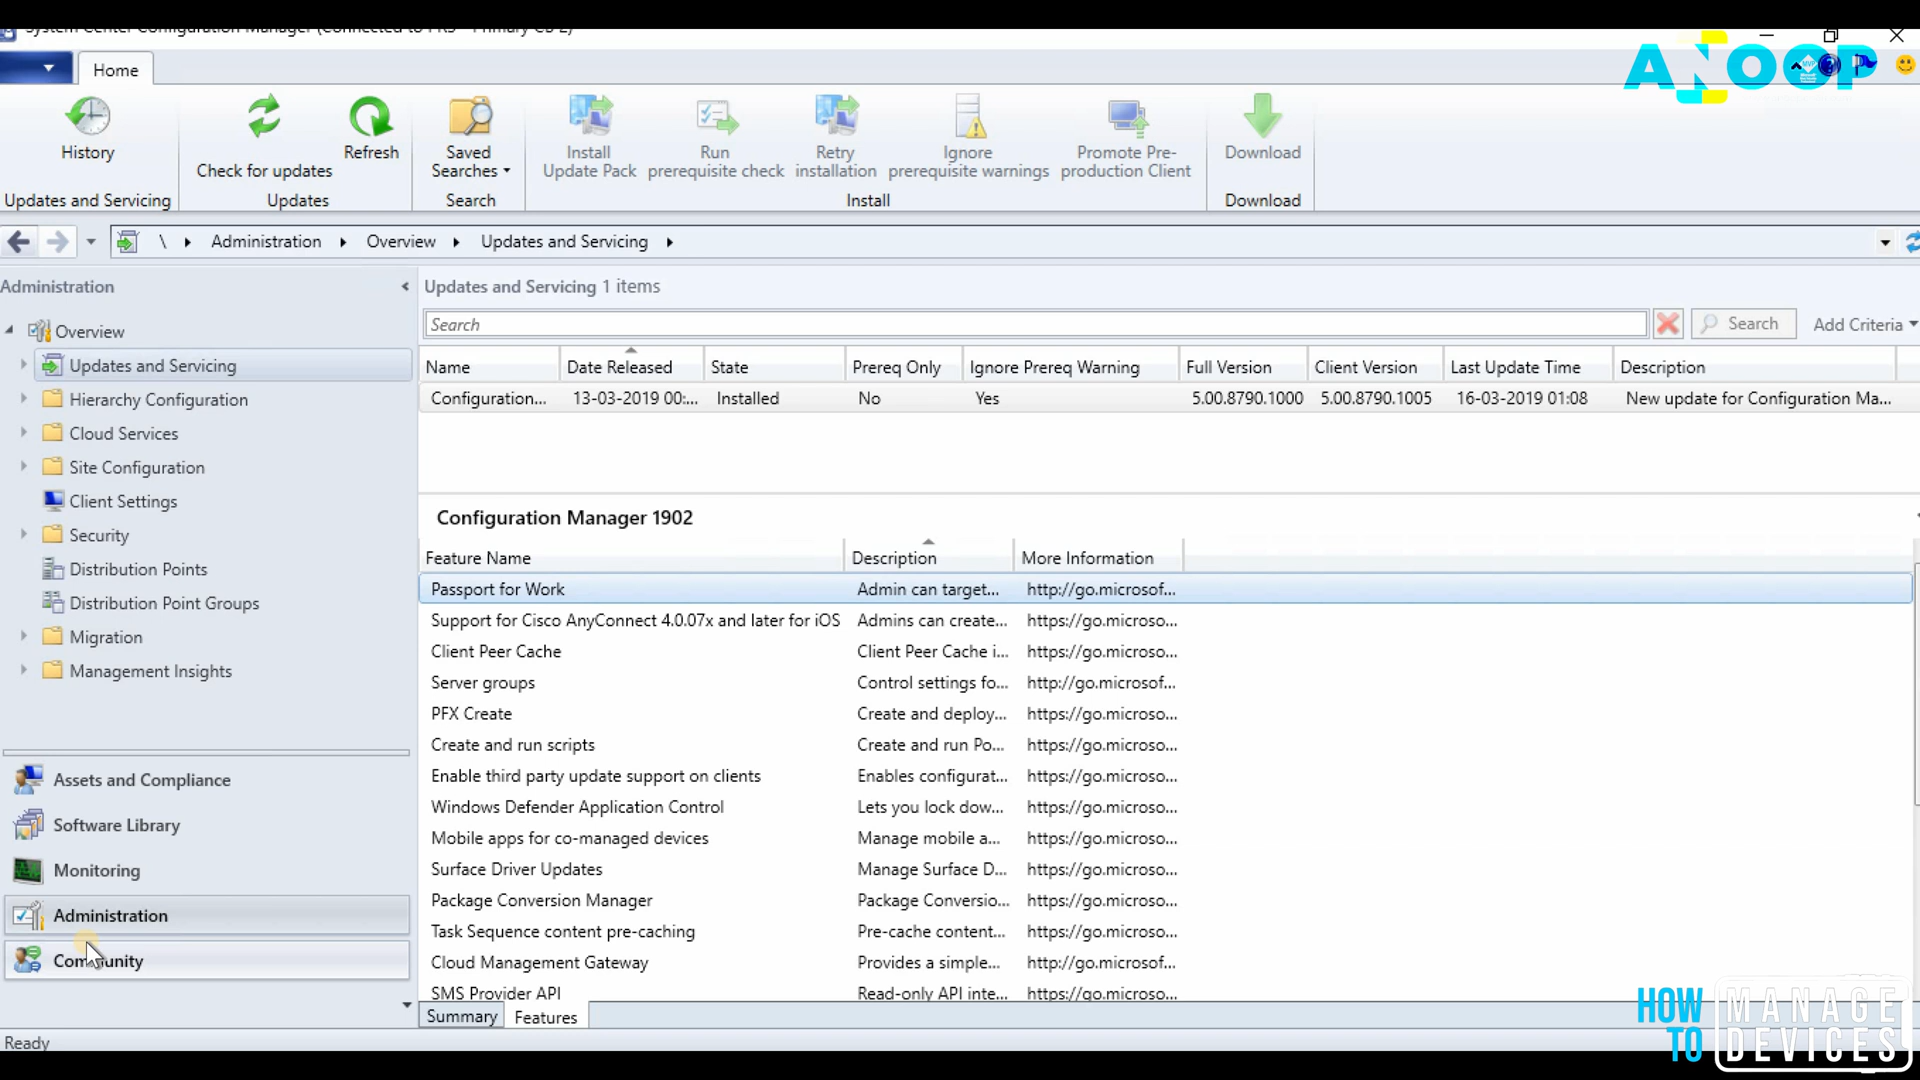 System Center Configuration Manager (Connected to PRS - Primary CB 2)
ANOOP
Home
History
Check for updates
Refresh
Saved Searches
Install Update Pack
Run prerequisite check
Retry installation
Ignore prerequisite warnings
Promote Pre-production Client
Download
Updates and Servicing
Updates
Search
Install
Download
\ Administration Overview Updates and Servicing
Administration
Overview
Updates and Servicing
Hierarchy Configuration
Cloud Services
Site Configuration
Client Settings
Security
Distribution Points
Distribution Point Groups
Migration
Management Insights
Assets and Compliance
Software Library
Monitoring
Administration
Community
Updates and Servicing 1 items
Search Search Add Criteria
Name Date Released State Prereq Only Ignore Prereq Warning Full Version Client Version Last Update Time Description
Configuration... 13-03-2019 00:... Installed No Yes 5.00.8790.1000 5.00.8790.1005 16-03-2019 01:08 New update for Configuration Ma...
Configuration Manager 1902
Feature Name Description More Information
Passport for Work Admin can target... http://go.microsof...
Support for Cisco AnyConnect 4.0.07x and later for iOS Admins can create... https://go.microso...
Client Peer Cache Client Peer Cache i... https://go.microso...
Server groups Control settings fo... http://go.microsof...
PFX Create Create and deploy... https://go.microso...
Create and run scripts Create and run Po... https://go.microso...
Enable third party update support on clients Enables configurat... https://go.microso...
Windows Defender Application Control Lets you lock dow... https://go.microso...
Mobile apps for co-managed devices Manage mobile a... https://go.microso...
Surface Driver Updates Manage Surface D... https://go.microso...
Package Conversion Manager Package Conversio... https://go.microso...
Task Sequence content pre-caching Pre-cache content... https://go.microso...
Cloud Management Gateway Provides a simple... http://go.microsof...
SMS Provider API Read-only API inte... https://go.microso...
Summary Features
Ready
HOW TO MANAGE DEVICES